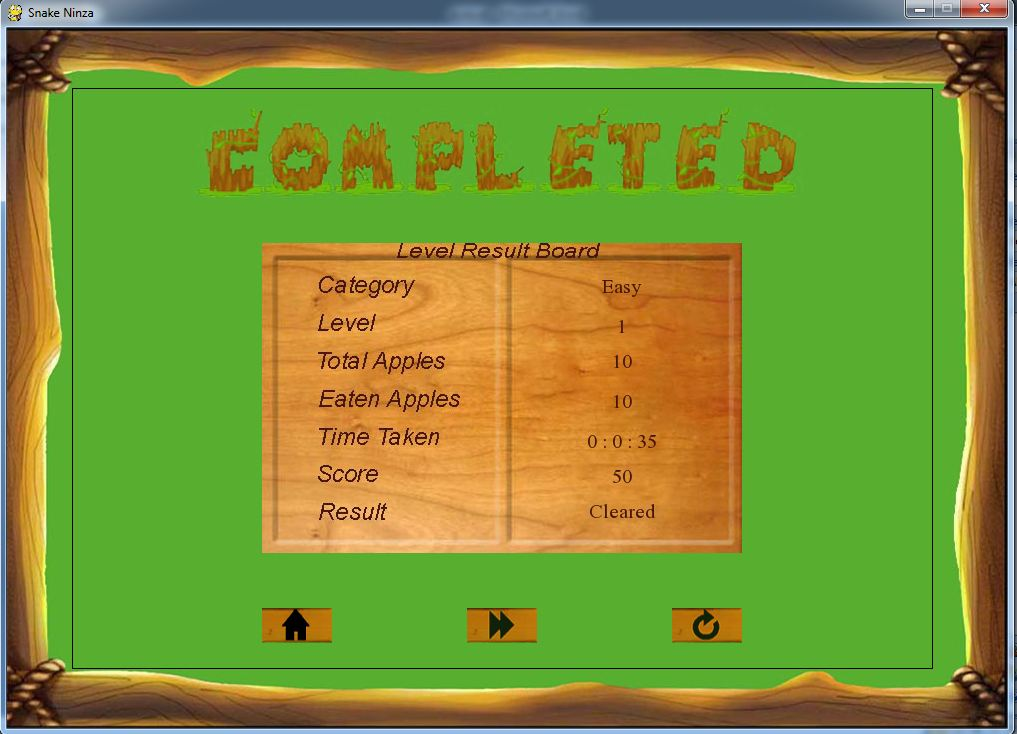 Snake Ninza
COMPLETED
Level Result Board
Category Easy
Level 1
Total Apples 10
Eaten Apples 10
Time Taken 0 : 0 : 35
Score 50
Result Cleared